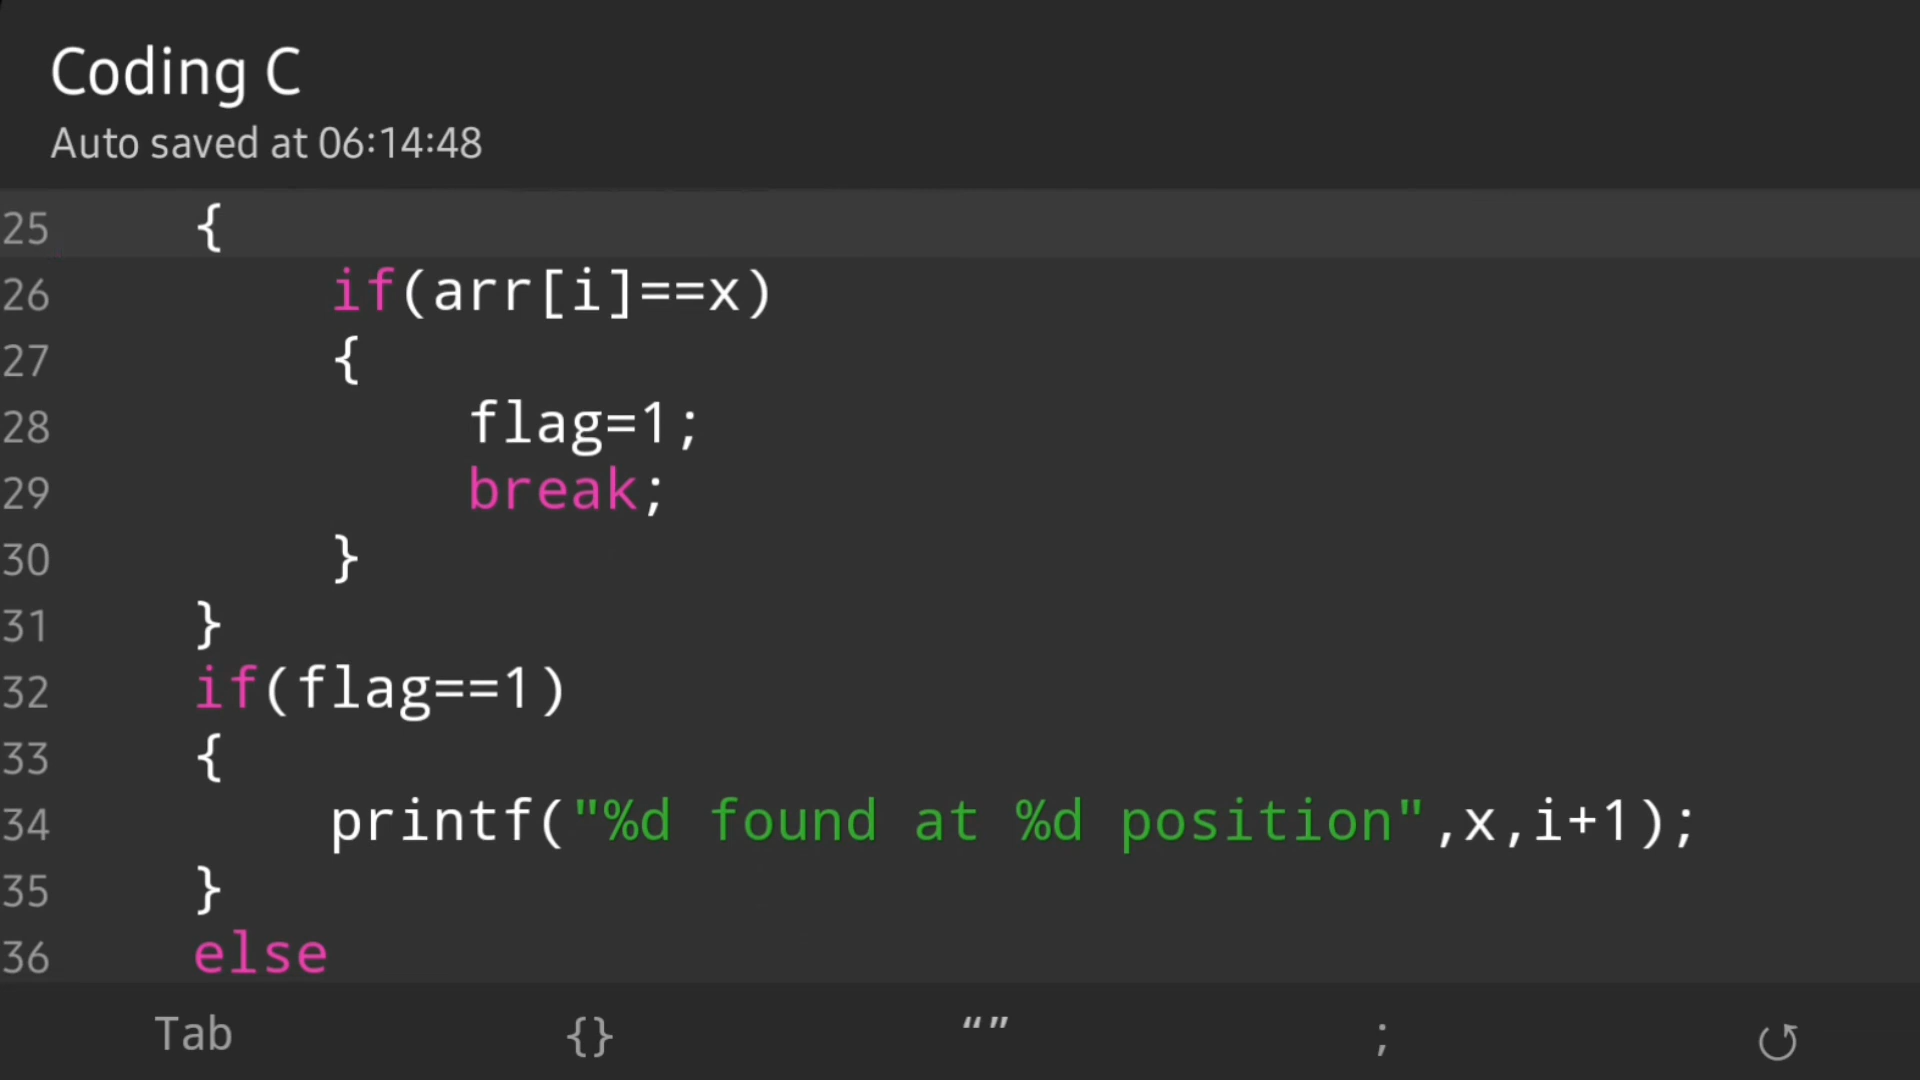 Coding C
Auto saved at 06:14:48
25 {
26 if(arr[i]==x)
27 {
28 flag=1;
29 break;
30 }
31 }
32 if(flag==1)
33 {
34 printf("%d found at %d position",x,i+1);
35 }
36 else
Tab {} “” ;